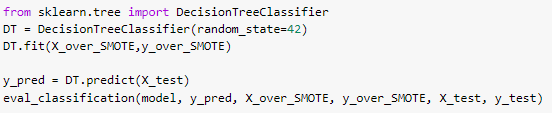 from sklearn.tree import DecisionTreeClassifier
DT = DecisionTreeClassifier(random_state=42)
DT.fit(X_over_SMOTE,y_over_SMOTE)
y_pred = DT.predict(X_test)
eval_classification(model, y_pred, X_over_SMOTE, y_over_SMOTE, X_test, y_test)